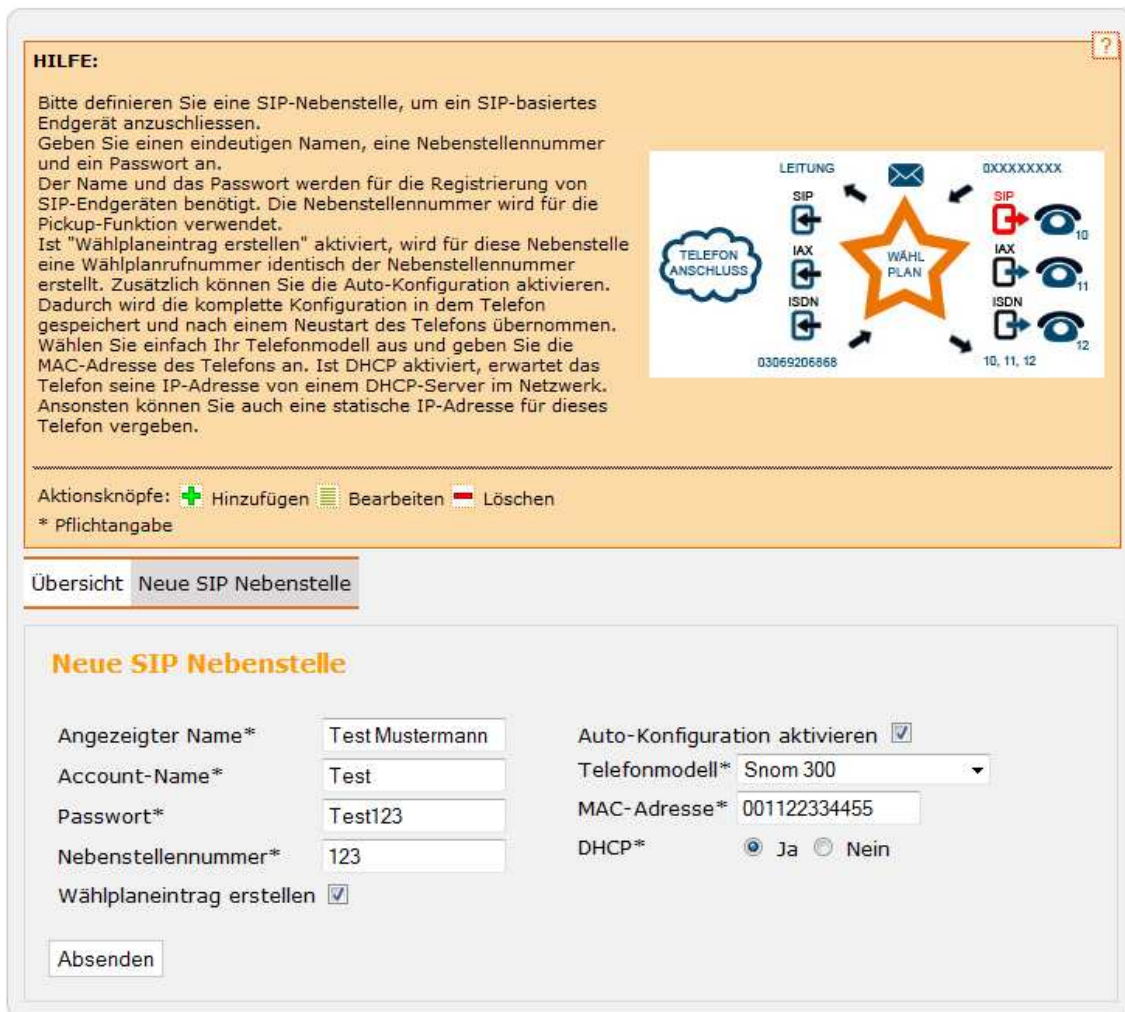 ?
HILFE:
Bitte definieren Sie eine SIP-Nebenstelle, um ein SIP-basiertes
Endgerät anzuschliessen.
Geben Sie einen eindeutigen Namen, eine Nebenstellennummer
und ein Passwort an.
Der Name und das Passwort werden für die Registrierung von
SIP-Endgeräten benötigt. Die Nebenstellennummer wird für die
Pickup-Funktion verwendet.
Ist "Wählplaneintrag erstellen" aktiviert, wird für diese Nebenstelle
eine Wählplanrufnummer identisch der Nebenstellennummer
erstellt. Zusätzlich können Sie die Auto-Konfiguration aktivieren.
Dadurch wird die komplette Konfiguration in dem Telefon
gespeichert und nach einem Neustart des Telefons übernommen.
Wählen Sie einfach Ihr Telefonmodell aus und geben Sie die
MAC-Adresse des Telefons an. Ist DHCP aktiviert, erwartet das
Telefon seine IP-Adresse von einem DHCP-Server im Netzwerk.
Ansonsten können Sie auch eine statische IP-Adresse für dieses
Telefon vergeben.
LEITUNG
0XXXXXXXX
SIP
SIP
10
TELEFON
ANSCHLUSS
IAX
WÄHL
PLAN
IAX
11
ISDN
ISDN
12
03069206868
10, 11, 12
Aktionsknöpfe: Hinzufügen Bearbeiten Löschen
* Pflichtangabe
Übersicht Neue SIP Nebenstelle
Neue SIP Nebenstelle
Angezeigter Name* Test Mustermann
Account-Name* Test
Passwort* Test123
Nebenstellennummer* 123
Wählplaneintrag erstellen
Auto-Konfiguration aktivieren
Telefonmodell* Snom 300
MAC-Adresse* 001122334455
DHCP* Ja Nein
Absenden